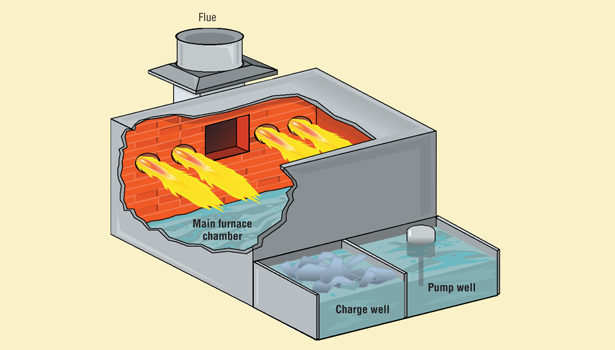 Flue
Main furnace
chamber
Charge well
Pump well